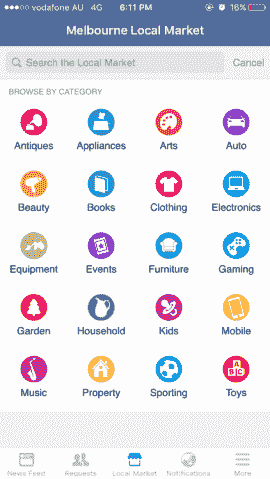 vodafone AU 4G 6:11 PM 16%
Melbourne Local Market
Search the Local Market Cancel
BROWSE BY CATEGORY
Antiques Appliances Arts Auto
Beauty Books Clothing Electronics
Equipment Events Furniture Gaming
Garden Household Kids Mobile
Music Property Sporting Toys
News Feed Requests Local Market Notifications More